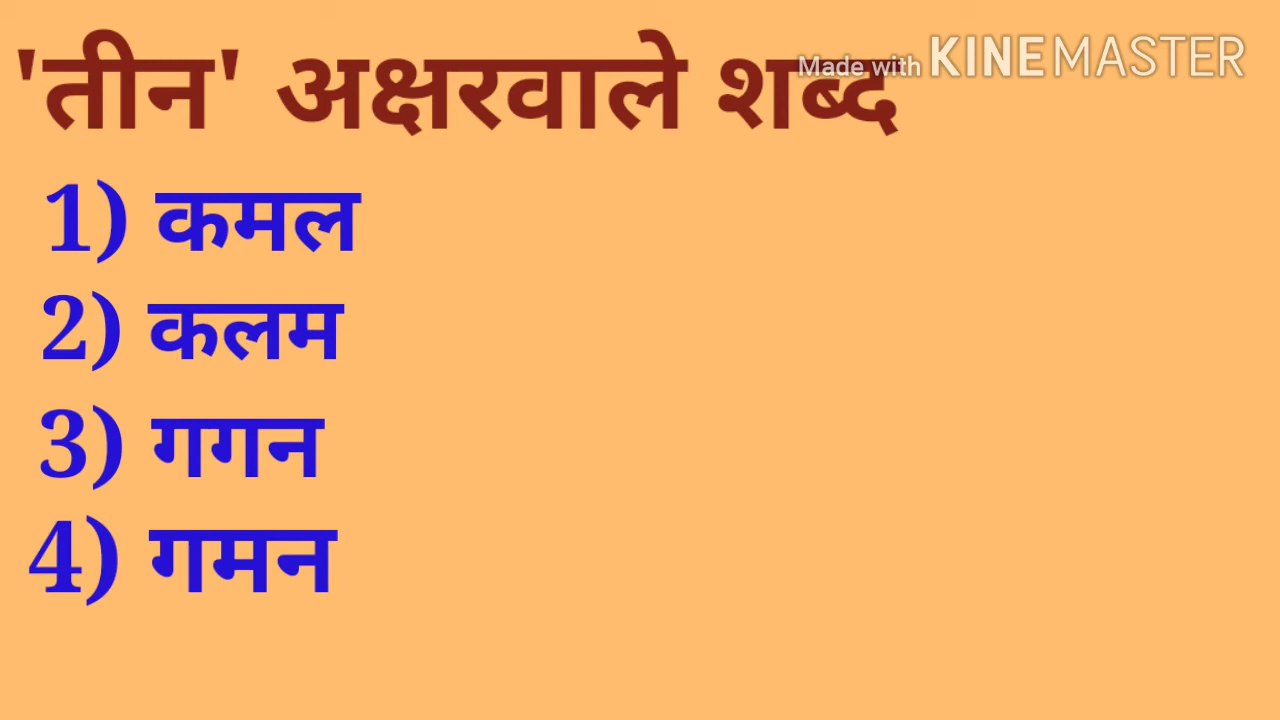 'तीन' अक्षरवाले शब्द
Made with KINEMASTER
1) कमल
2) कलम
3) गगन
4) गमन